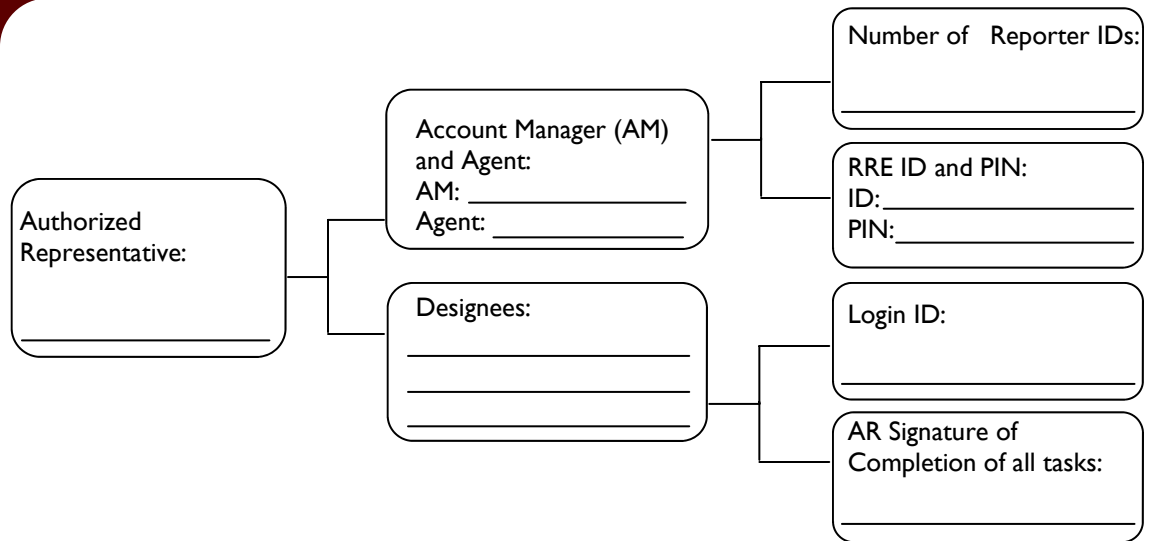 Authorized
Representative:
Account Manager (AM)
and Agent:
AM:
Agent:
Designees:
Number of Reporter IDs:
RRE ID and PIN:
ID:
PIN:
Login ID:
AR Signature of
Completion of all tasks: